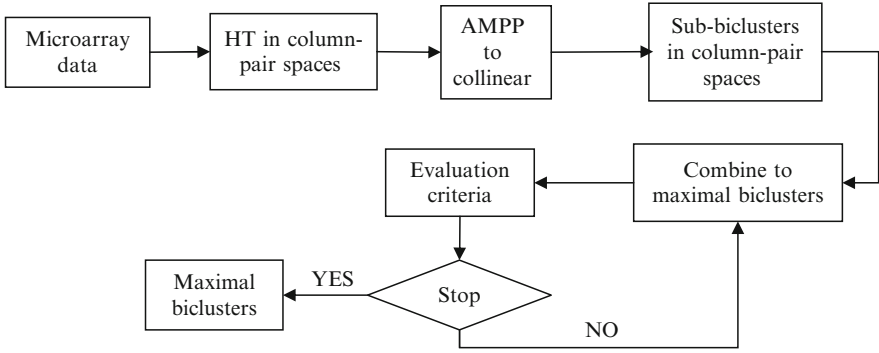 Microarray
data
HT in column-
pair spaces
AMPP
to
collinear
Sub-biclusters
in column-pair
spaces
Evaluation
criteria
Combine to
maximal biclusters
Maximal
biclusters
YES
Stop
NO